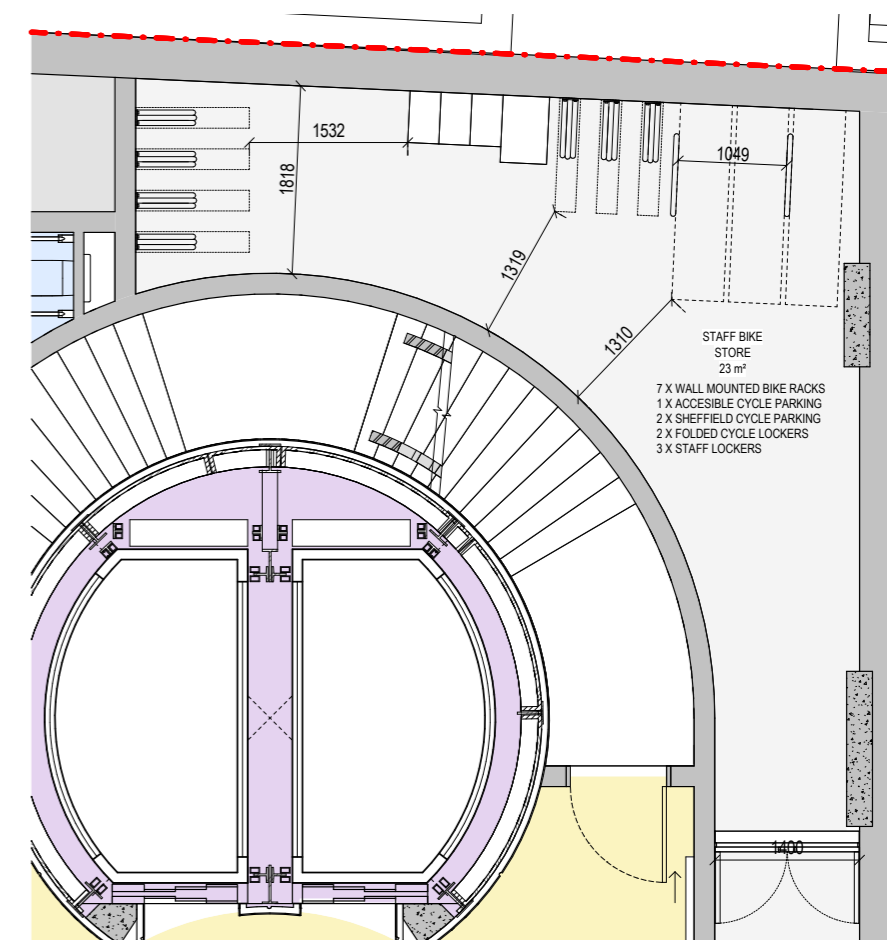 1532
1818
1049
1319
1310
STAFF BIKE
STORE
23 m²
7 X WALL MOUNTED BIKE RACKS
1 X ACCESIBLE CYCLE PARKING
2 X SHEFFIELD CYCLE PARKING
2 X FOLDED CYCLE LOCKERS
3 X STAFF LOCKERS
1400